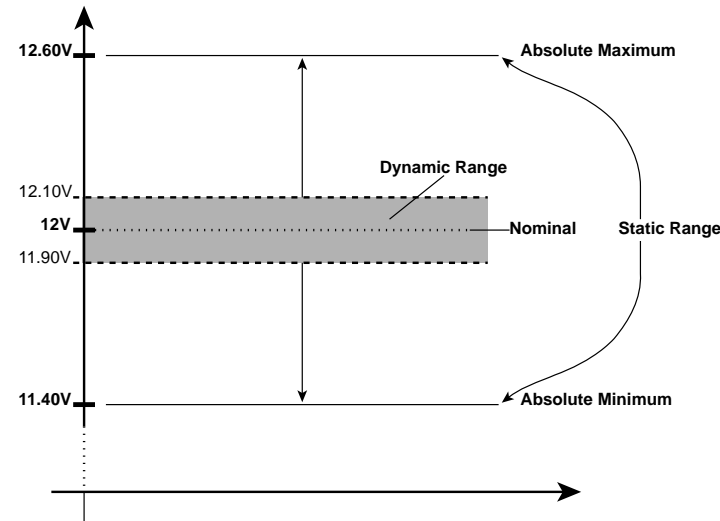 12.60V
Absolute Maximum
Dynamic Range
12.10V
12V
Nominal
Static Range
11.90V
11.40V
Absolute Minimum